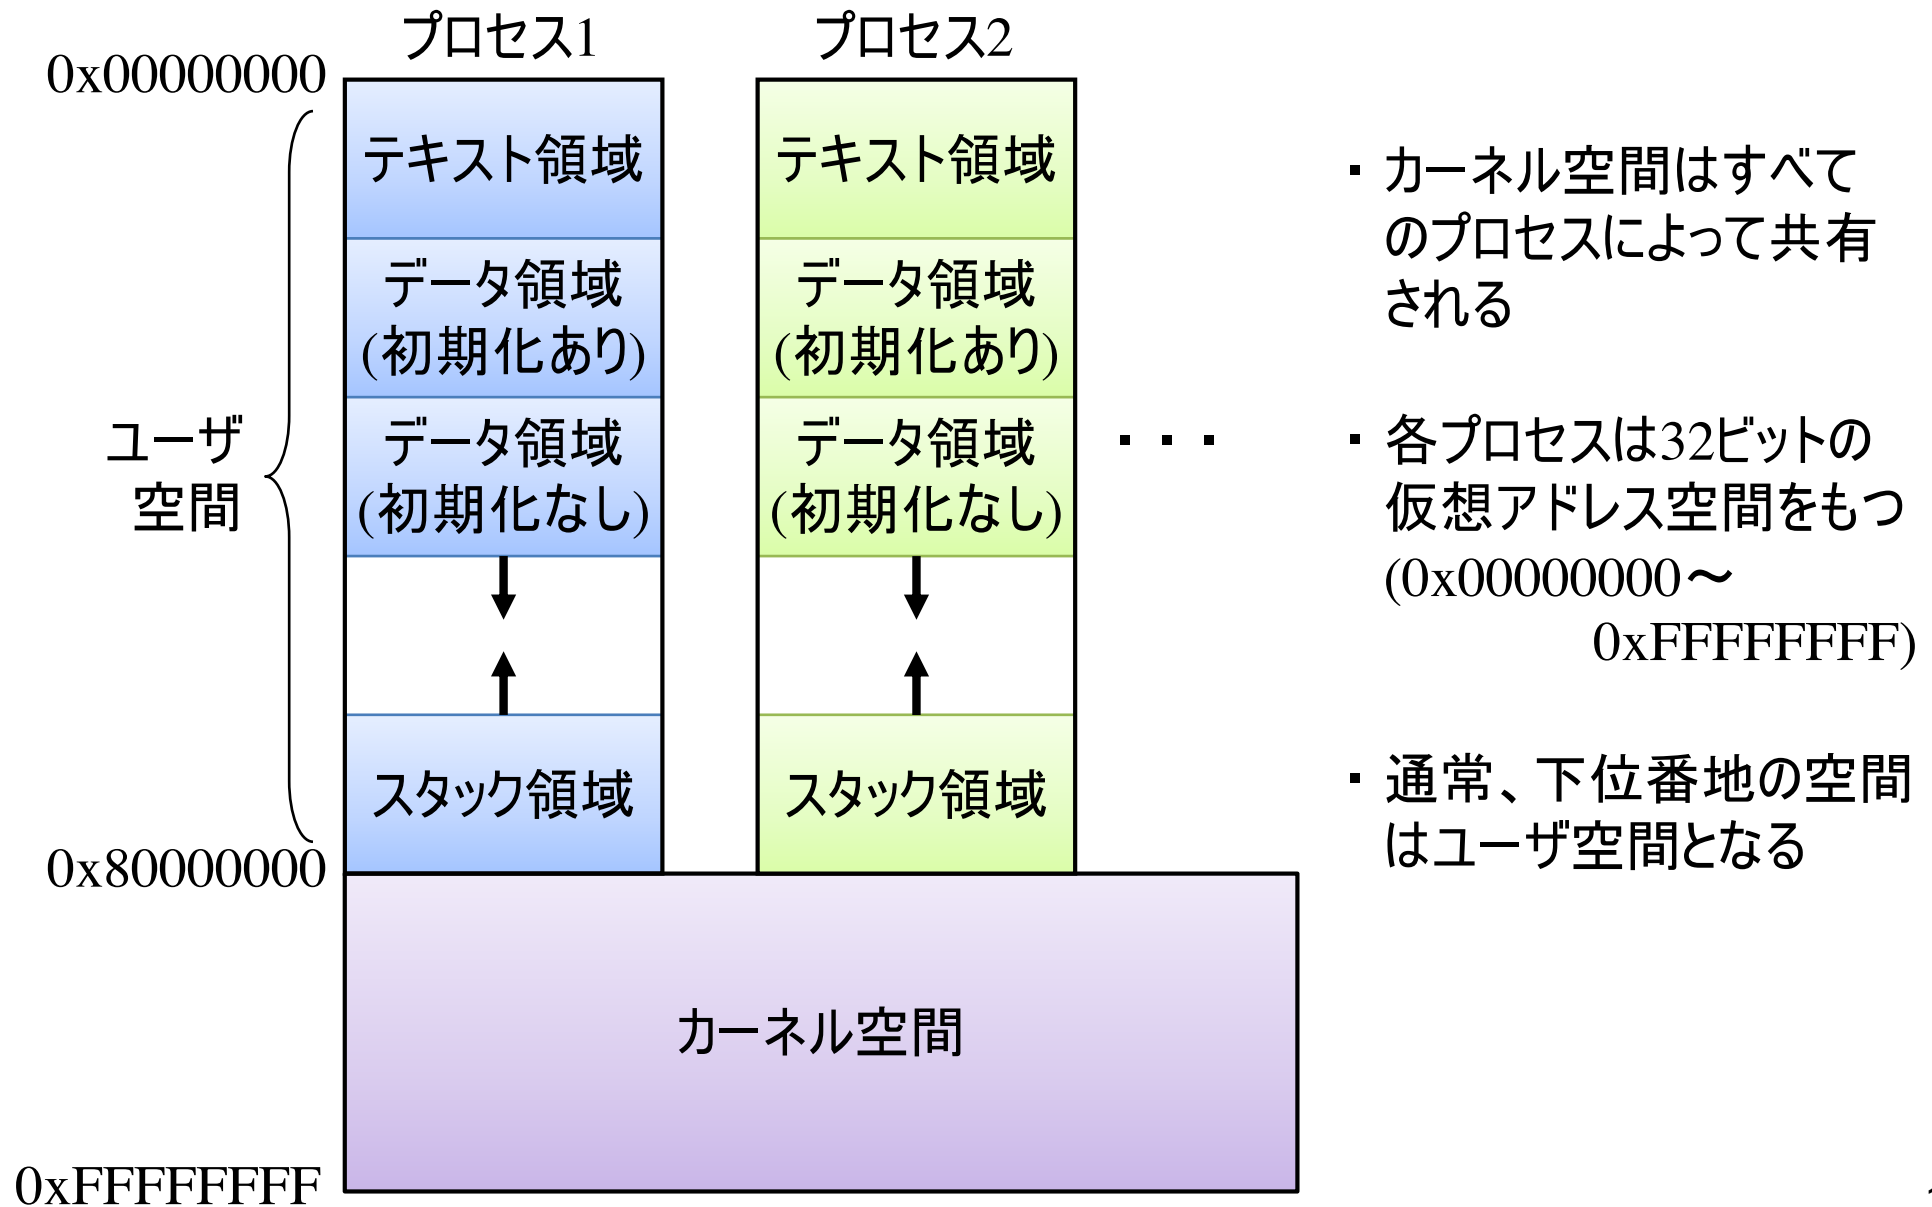 プロセス1
プロセス2
0x00000000
テキスト領域
テキスト領域
データ領域
(初期化あり)
データ領域
(初期化あり)
データ領域
(初期化なし)
データ領域
(初期化なし)
ユーザ
空間
スタック領域
スタック領域
0x80000000
カーネル空間
0xFFFFFFFF
・・・
・カーネル空間はすべて
のプロセスによって共有
される
・各プロセスは32ビットの
仮想アドレス空間をもつ
(0x00000000～
0xFFFFFFFF)
・通常、下位番地の空間
はユーザ空間となる